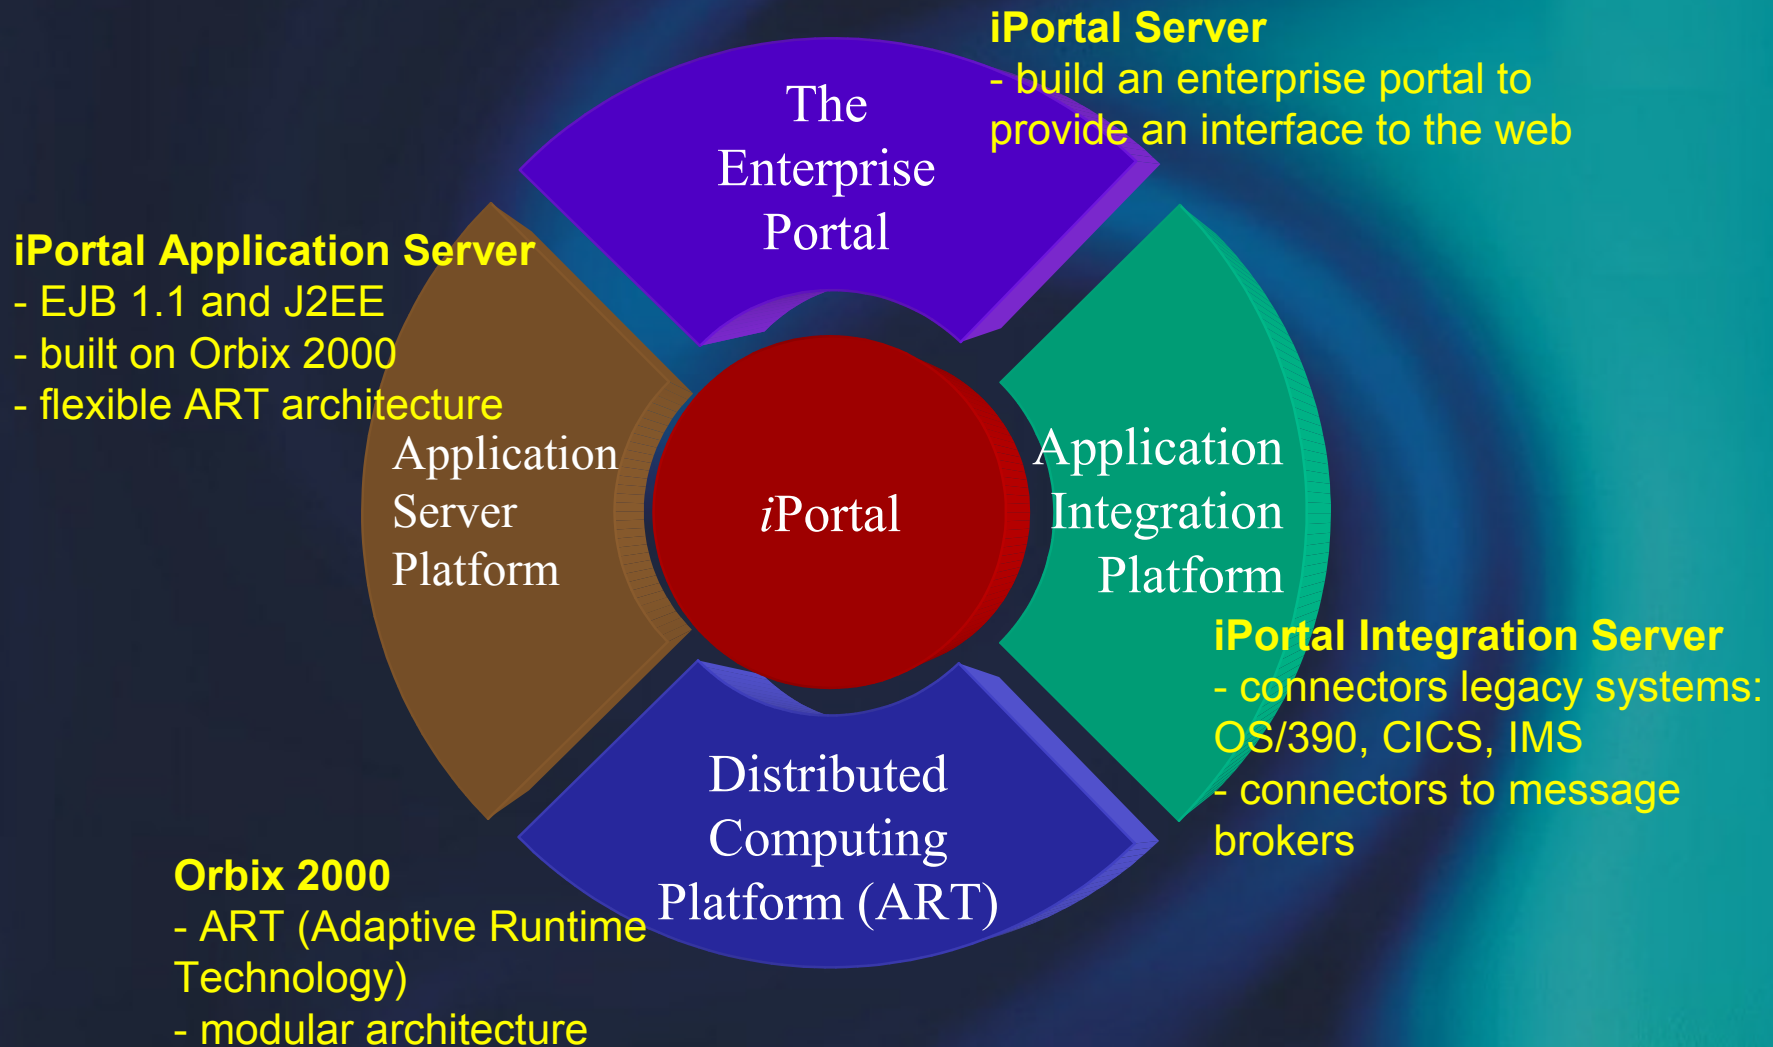 iPortal Server
- build an enterprise portal to
provide an interface to the web
The
Enterprise
Portal
iPortal Application Server
- EJB 1.1 and J2EE
- built on Orbix 2000
- flexible ART architecture
Application
Server
Platform
iPortal
Application
Integration
Platform
iPortal Integration Server
- connectors legacy systems:
OS/390, CICS, IMS
- connectors to message
brokers
Distributed
Computing
Platform (ART)
Orbix 2000
- ART (Adaptive Runtime
Technology)
- modular architecture